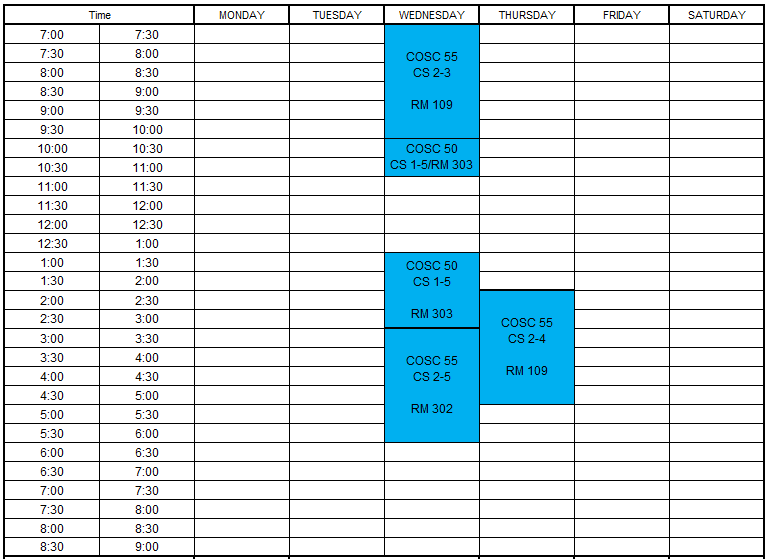 Time MONDAY TUESDAY WEDNESDAY THURSDAY FRIDAY SATURDAY
7:00 7:30
7:30 8:00
8:00 8:30
8:30 9:00
9:00 9:30
9:30 10:00
COSC 55
CS 2-3
RM 109
10:00 10:30
10:30 11:00
COSC 50
CS 1-5/RM 303
11:00 11:30
11:30 12:00
12:00 12:30
12:30 1:00
1:00 1:30
1:30 2:00
2:00 2:30
2:30 3:00
COSC 50
CS 1-5
RM 303
3:00 3:30
3:30 4:00
4:00 4:30
4:30 5:00
COSC 55
CS 2-4
RM 109
5:00 5:30
5:30 6:00
COSC 55
CS 2-5
RM 302
6:00 6:30
6:30 7:00
7:00 7:30
7:30 8:00
8:00 8:30
8:30 9:00